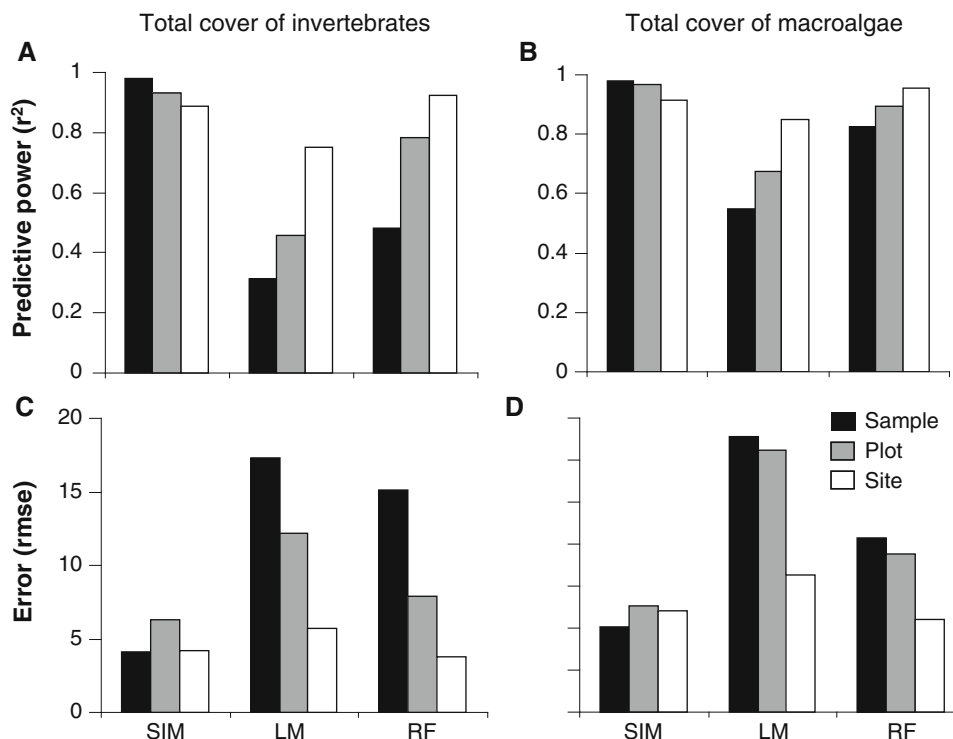 Total cover of invertebrates
Total cover of macroalgae
A
B
Predictive power (r²)
1
0.8
0.6
0.4
0.2
0
1
0.8
0.6
0.4
0.2
0
C
D
Error (rmse)
20
15
10
5
0
Sample
Plot
Site
SIM LM RF
SIM LM RF